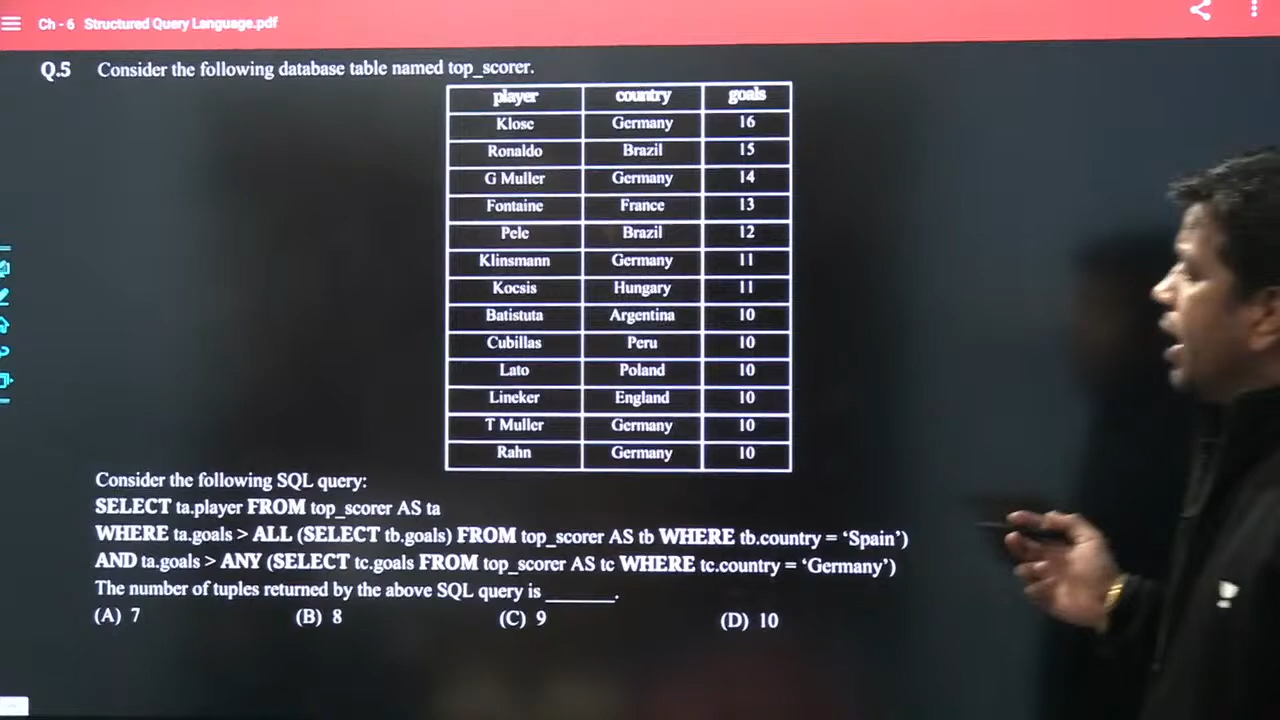 Ch - 6 Structured Query Language.pdf
Q.5 Consider the following database table named top_scorer.
player country goals
Klose Germany 16
Ronaldo Brazil 15
G Muller Germany 14
Fontaine France 13
Pele Brazil 12
Klinsmann Germany 11
Kocsis Hungary 11
Batistuta Argentina 10
Cubillas Peru 10
Lato Poland 10
Lineker England 10
T Muller Germany 10
Rahn Germany 10
Consider the following SQL query:
SELECT ta.player FROM top_scorer AS ta
WHERE ta.goals > ALL (SELECT tb.goals) FROM top_scorer AS tb WHERE tb.country = ‘Spain’)
AND ta.goals > ANY (SELECT tc.goals FROM top_scorer AS tc WHERE tc.country = ‘Germany’)
The number of tuples returned by the above SQL query is _______.
(A) 7 (B) 8 (C) 9 (D) 10